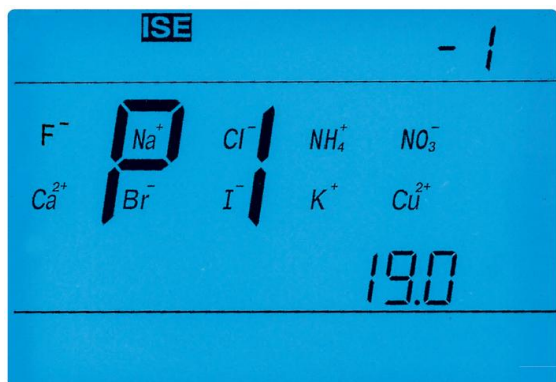 ISE
-1
P1
F⁻ Na⁺ Cl⁻ NH₄⁺ NO₃⁻
Ca²⁺ Br⁻ I⁻ K⁺ Cu²⁺
19.0